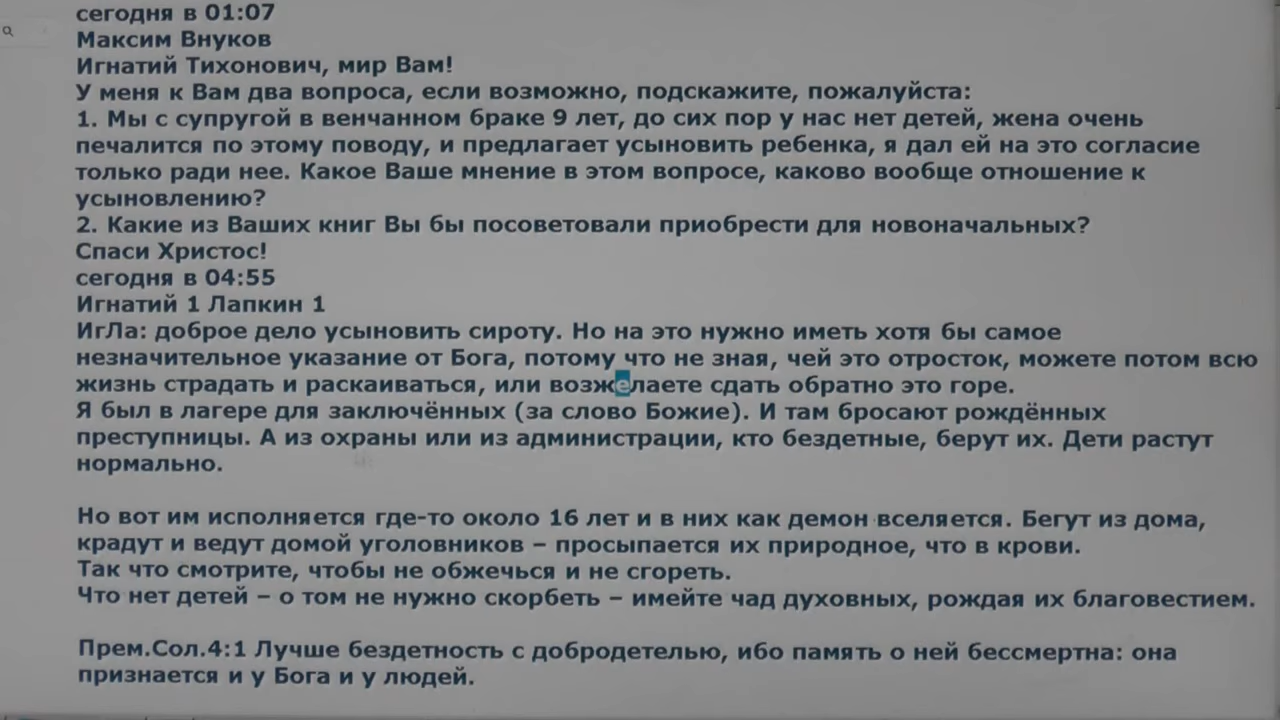 сегодня в 01:07
Максим Внуков
Игнатий Тихонович, мир Вам!
У меня к Вам два вопроса, если возможно, подскажите, пожалуйста:
1. Мы с супругой в венчанном браке 9 лет, до сих пор у нас нет детей, жена очень
печалится по этому поводу, и предлагает усыновить ребенка, я дал ей на это согласие
только ради нее. Какое Ваше мнение в этом вопросе, каково вообще отношение к
усыновлению?
2. Какие из Ваших книг Вы бы посоветовали приобрести для новоначальных?
Спаси Христос!
сегодня в 04:55
Игнатий 1 Лапкин 1
ИгЛа: доброе дело усыновить сироту. Но на это нужно иметь хотя бы самое
незначительное указание от Бога, потому что не зная, чей это отросток, можете потом всю
жизнь страдать и раскаиваться, или возжелаете сдать обратно это горе.
Я был в лагере для заключённых (за слово Божие). И там бросают рождённых
преступницы. А из охраны или из администрации, кто бездетные, берут их. Дети растут
нормально.
Но вот им исполняется где-то около 16 лет и в них как демон вселяется. Бегут из дома,
крадут и ведут домой уголовников – просыпается их природное, что в крови.
Так что смотрите, чтобы не обжечься и не сгореть.
Что нет детей – о том не нужно скорбеть – имейте чад духовных, рождая их благовестием.
Прем.Сол.4:1 Лучше бездетность с добродетелью, ибо память о ней бессмертна: она
признается и у Бога и у людей.